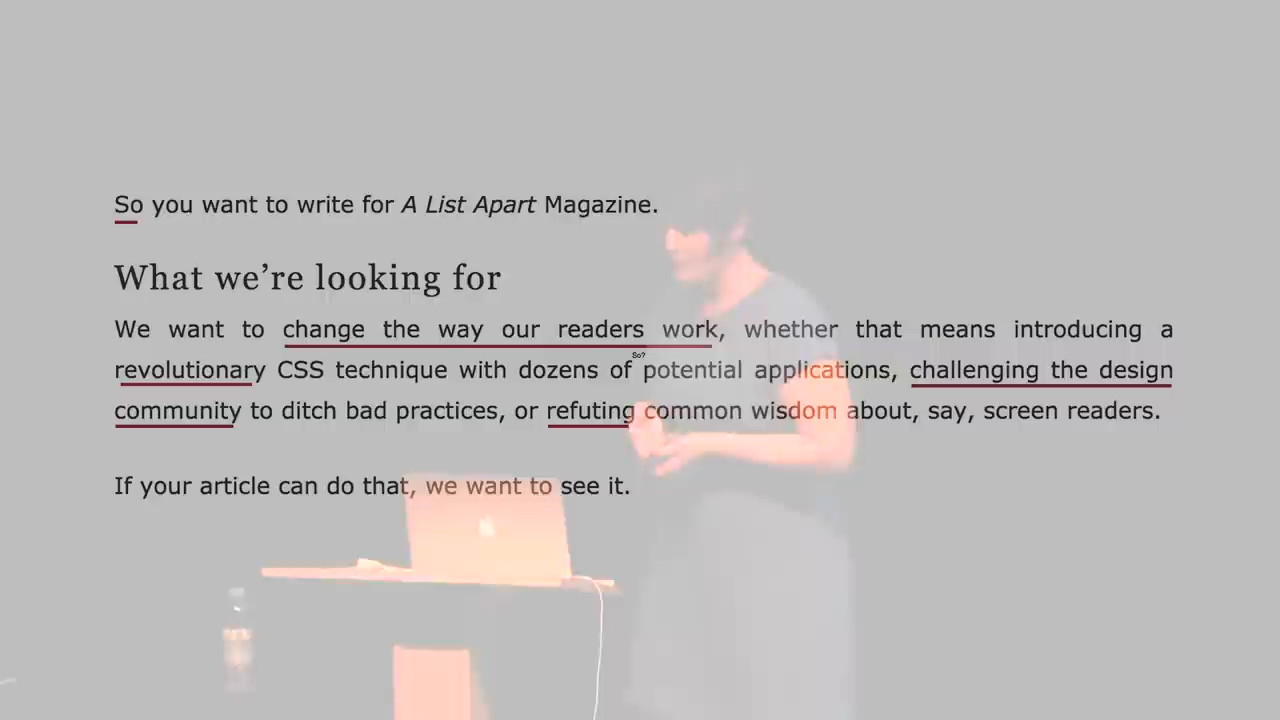 So you want to write for A List Apart Magazine.
What we’re looking for
We want to change the way our readers work, whether that means introducing a
So?
revolutionary CSS technique with dozens of potential applications, challenging the design
community to ditch bad practices, or refuting common wisdom about, say, screen readers.
If your article can do that, we want to see it.